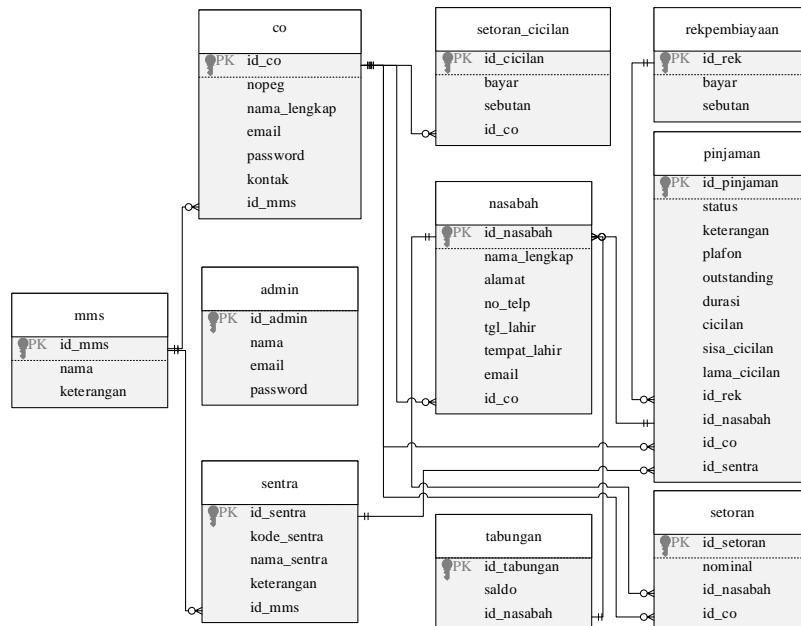 co
PK id_co
nopeg
nama_lengkap
email
password
kontak
id_mms
setoran_cicilan
PK id_cicilan
bayar
sebutan
id_co
rekpembiayaan
PK id_rek
bayar
sebutan
pinjaman
PK id_pinjaman
status
keterangan
plafon
outstanding
durasi
cicilan
sisa_cicilan
lama_cicilan
id_rek
id_nasabah
id_co
id_sentra
nasabah
PK id_nasabah
nama_lengkap
alamat
no_telp
tgl_lahir
tempat_lahir
email
id_co
admin
PK id_admin
nama
email
password
mms
PK id_mms
nama
keterangan
sentra
PK id_sentra
kode_sentra
nama_sentra
keterangan
id_mms
tabungan
PK id_tabungan
saldo
id_nasabah
setoran
PK id_setoran
nominal
id_nasabah
id_co